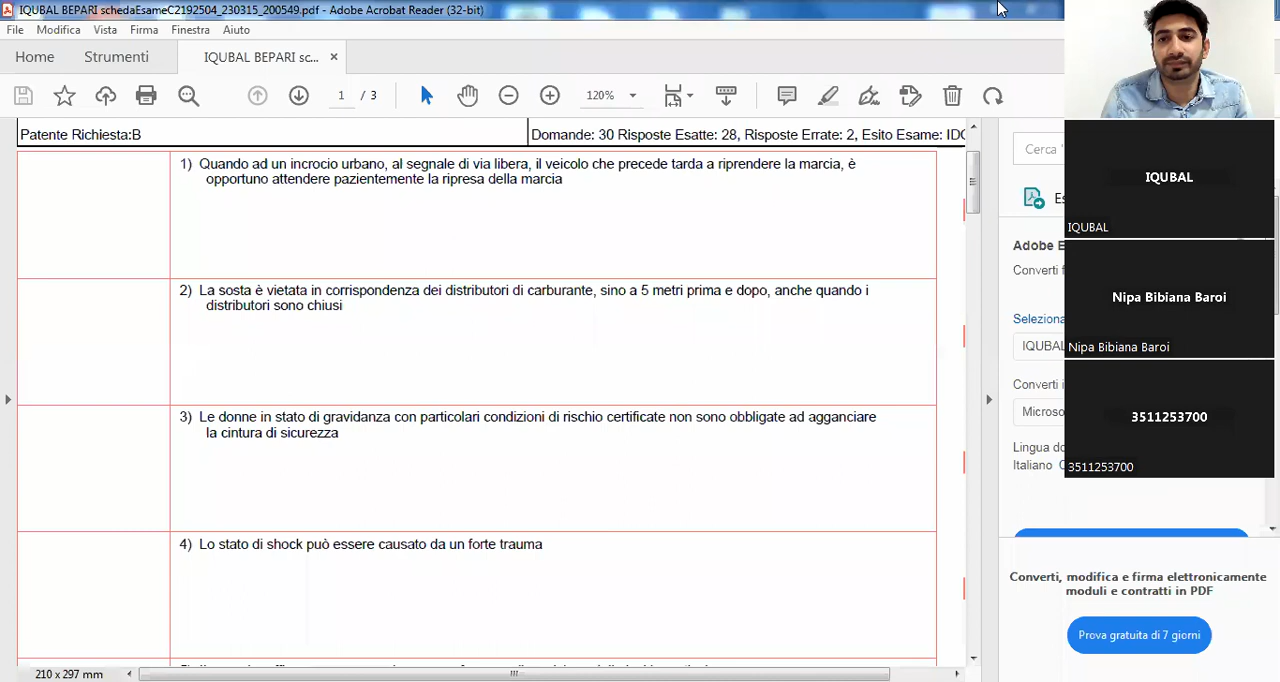 IQUBAL BEPARI schedaEsameC2192504_230315_200549.pdf - Adobe Acrobat Reader (32-bit)
File Modifica Vista Firma Finestra Aiuto
Home Strumenti IQUBAL BEPARI sc... ×
1 / 3 120%
Patente Richiesta:B Domande: 30 Risposte Esatte: 28, Risposte Errate: 2, Esito Esame: IDO
1) Quando ad un incrocio urbano, al segnale di via libera, il veicolo che precede tarda a riprendere la marcia, è
opportuno attendere pazientemente la ripresa della marcia
2) La sosta è vietata in corrispondenza dei distributori di carburante, sino a 5 metri prima e dopo, anche quando i
distributori sono chiusi
3) Le donne in stato di gravidanza con particolari condizioni di rischio certificate non sono obbligate ad agganciare
la cintura di sicurezza
4) Lo stato di shock può essere causato da un forte trauma
210 x 297 mm
Cerca
Es
Adobe E
Converti f
Seleziona
IQUBAL
Converti i
Microso
Lingua do
Italiano
Converti, modifica e firma elettronicamente
moduli e contratti in PDF
Prova gratuita di 7 giorni
IQUBAL
IQUBAL
Nipa Bibiana Baroi
Nipa Bibiana Baroi
3511253700
3511253700